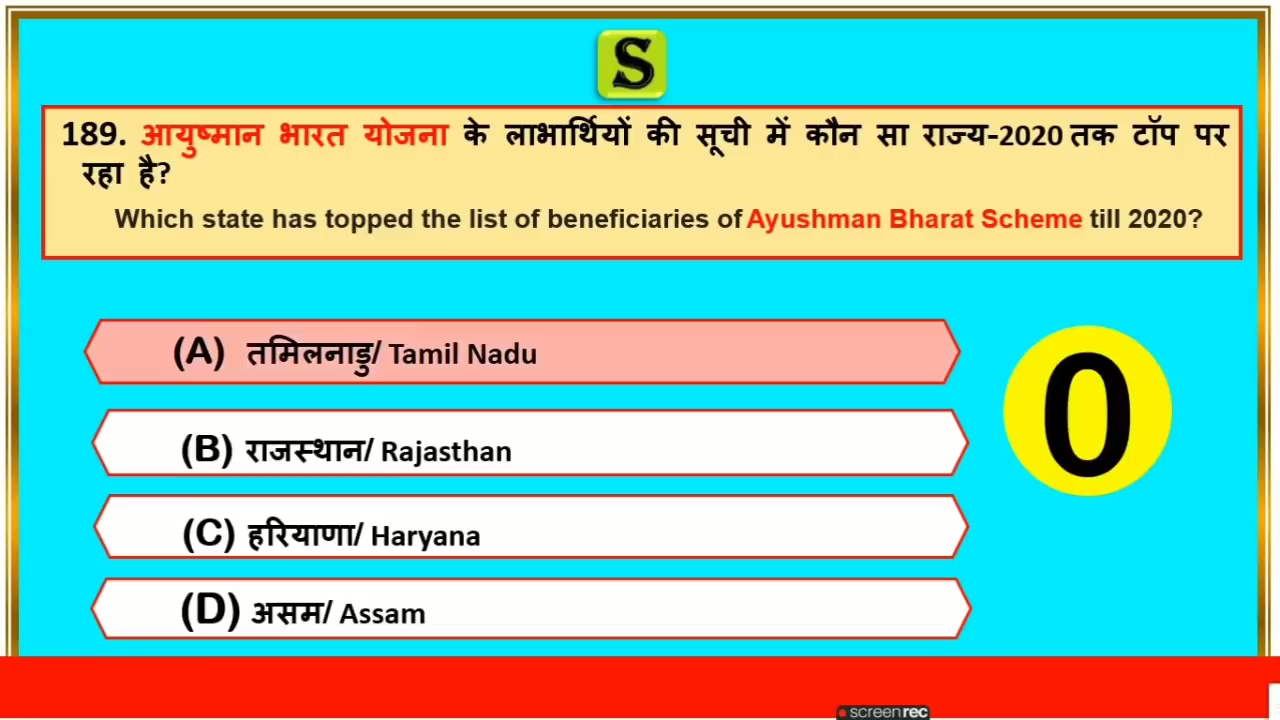 S
189. आयुष्मान भारत योजना के लाभार्थियों की सूची में कौन सा राज्य-2020 तक टॉप पर
रहा है?
Which state has topped the list of beneficiaries of Ayushman Bharat Scheme till 2020?
(A) तमिलनाडु/ Tamil Nadu
0
(B) राजस्थान/ Rajasthan
(C) हरियाणा/ Haryana
(D) असम/ Assam
screenrec